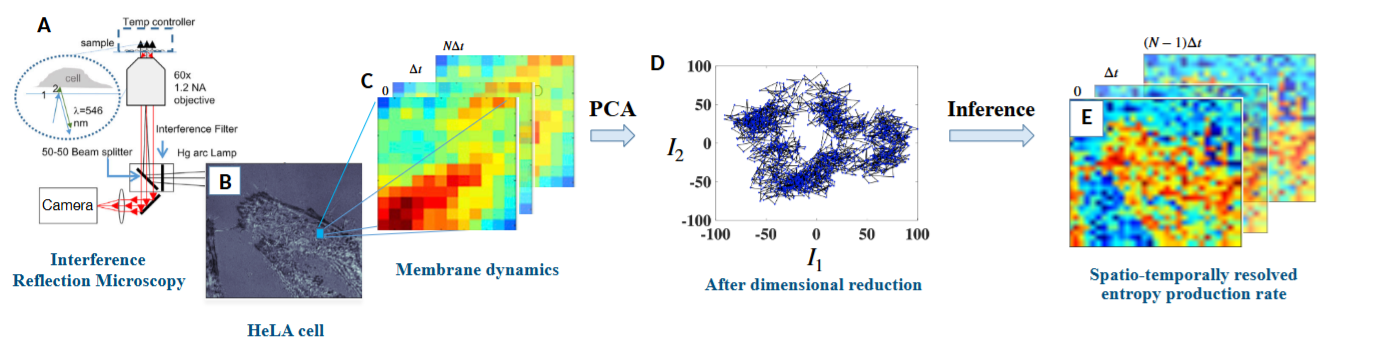 A
Temp controller
sample
cell
1
2
λ=546
nm
60x
1.2 NA
objective
Interference Filter
50-50 Beam splitter
Hg arc Lamp
Camera
Interference
Reflection Microscopy
B
HeLA cell
C
0
Δt
NΔt
D
Membrane dynamics
PCA
D
100
50
0
-50
-100
I2
-100
-50
0
50
100
I1
After dimensional reduction
Inference
E
0
Δt
(N − 1)Δt
Spatio-temporally resolved
entropy production rate